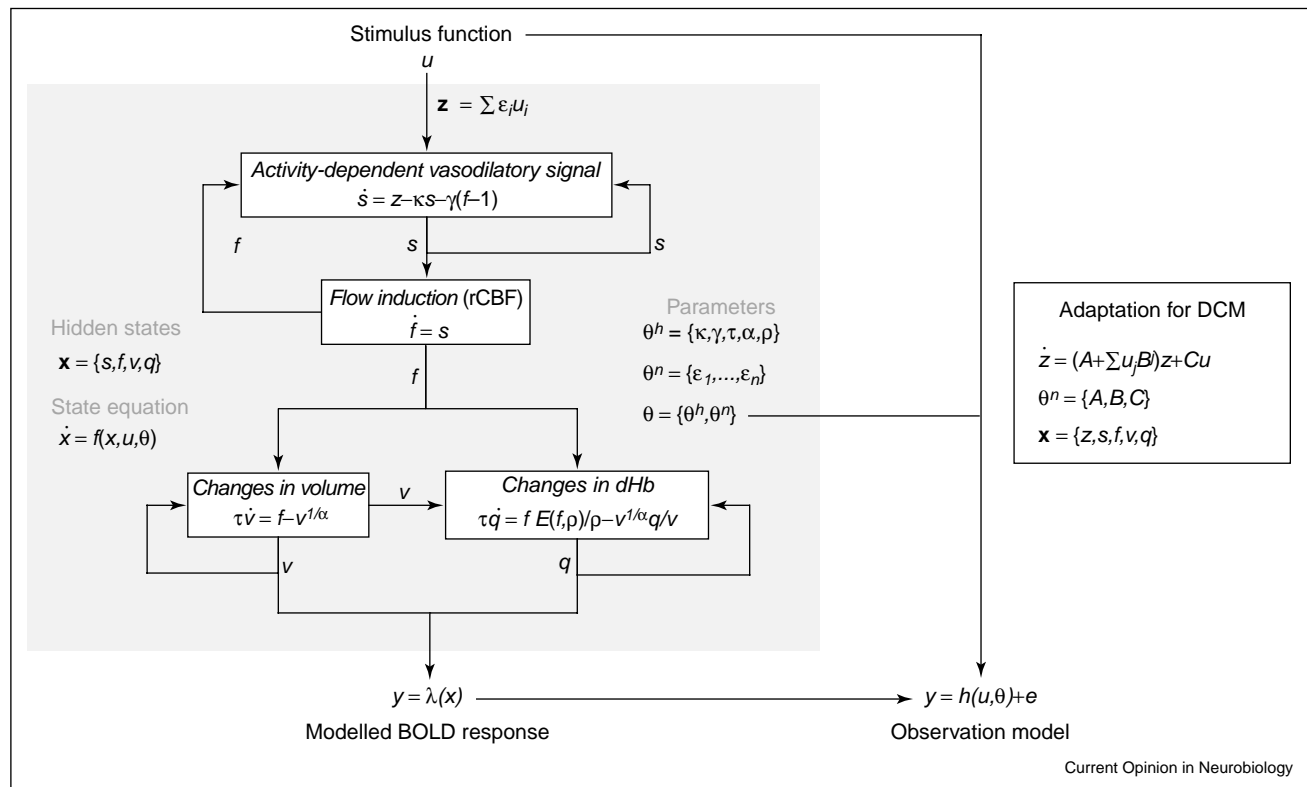 Stimulus function
u
z = ∑ εᵢuᵢ
Activity-dependent vasodilatory signal
ṡ = z–κs–γ(f–1)
f
s
s
Flow induction (rCBF)
ḟ = s
Hidden states
x = {s,f,v,q}
State equation
ẋ = f(x,u,θ)
Parameters
θʰ = {κ,γ,τ,α,ρ}
θⁿ = {ε₁,...,εₙ}
θ = {θʰ,θⁿ}
f
Adaptation for DCM
ż = (A+∑uⱼBʲ)z+Cu
θⁿ = {A,B,C}
x = {z,s,f,v,q}
Changes in volume
τv̇ = f–v¹ᐟᵅ
v
Changes in dHb
τq̇ = f E(f,ρ)/ρ–v¹ᐟᵅq/v
v
q
y = λ(x)
Modelled BOLD response
y = h(u,θ)+e
Observation model
Current Opinion in Neurobiology